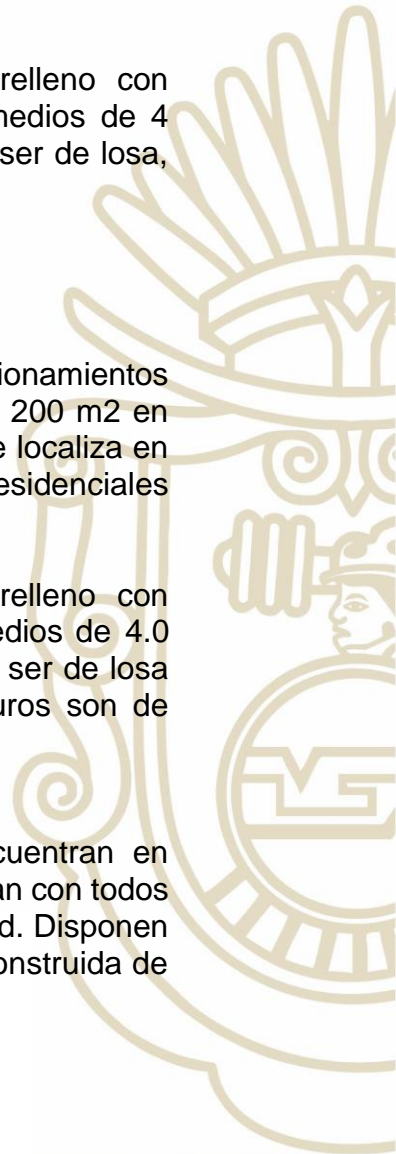 relleno con
medios de 4
ser de losa,
cionamientos
200 m2 en
e localiza en
esidenciales
relleno con
edios de 4.0
ser de losa
uros son de
cuentran en
an con todos
d. Disponen
onstruida de